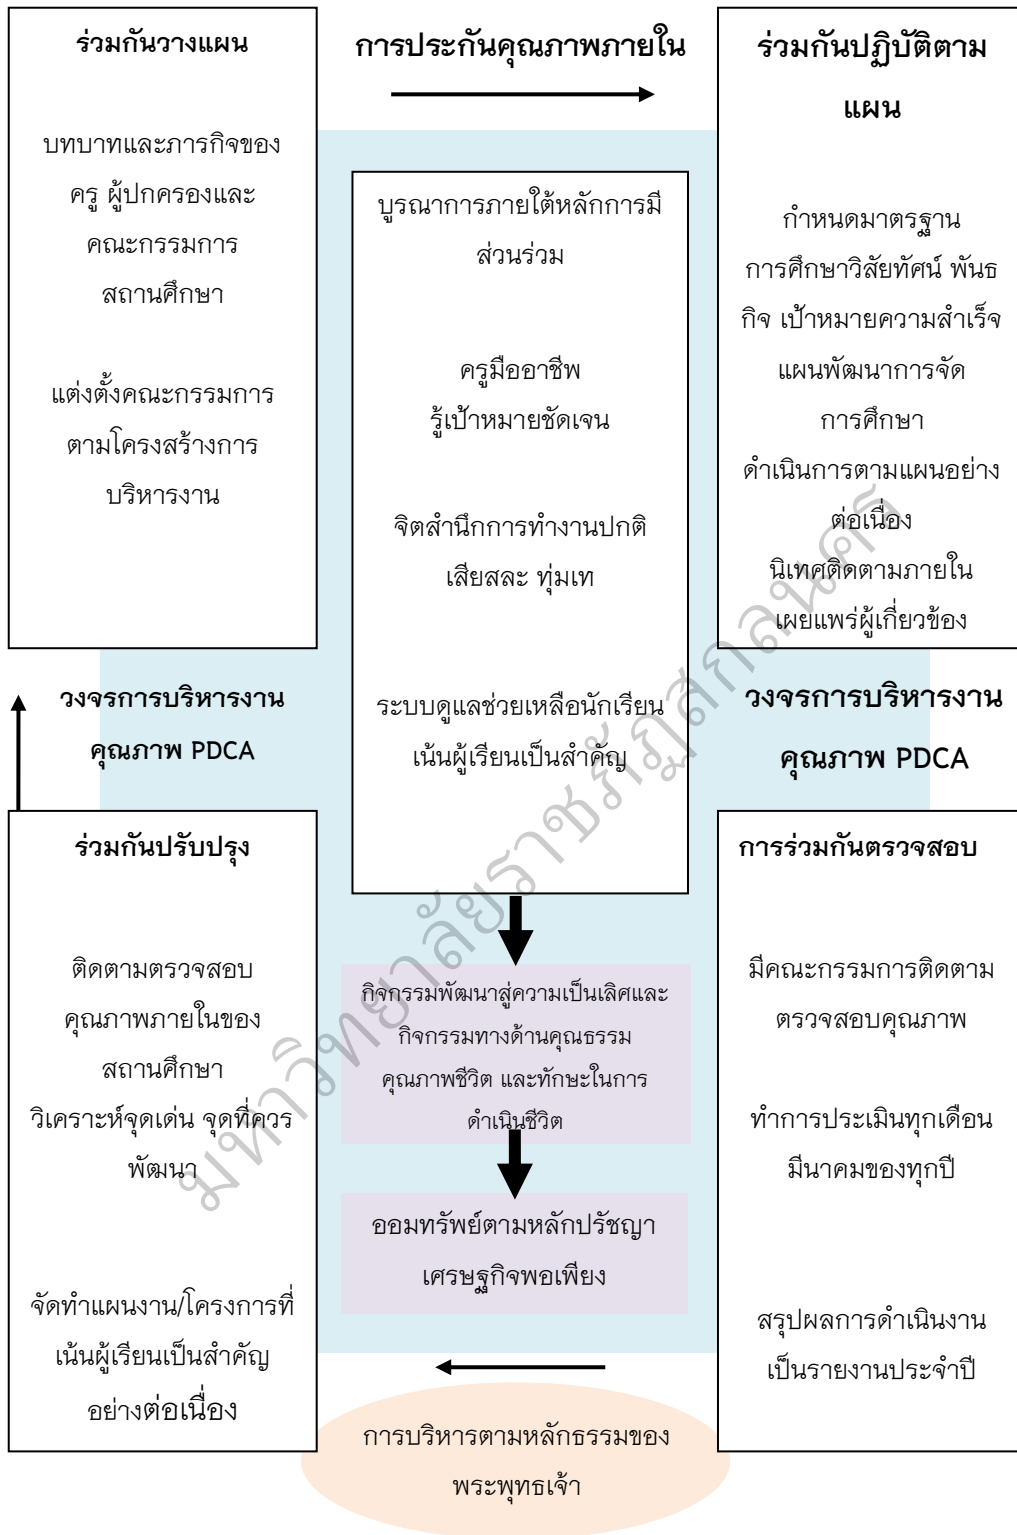 ร่วมกันวางแผน
บทบาทและภารกิจของ
ครู ผู้ปกครองและ
คณะกรรมการ
สถานศึกษา
แต่งตั้งคณะกรรมการ
ตามโครงสร้างการ
บริหารงาน
การประกันคุณภาพภายใน
ร่วมกันปฏิบัติตาม
แผน
กำหนดมาตรฐาน
การศึกษาวิสัยทัศน์ พันธ
กิจ เป้าหมายความสำเร็จ
แผนพัฒนาการจัด
การศึกษา
ดำเนินการตามแผนอย่าง
ต่อเนื่อง
นิเทศติดตามภายใน
เผยแพร่ผู้เกี่ยวข้อง
บูรณาการภายใต้หลักการมี
ส่วนร่วม
ครูมืออาชีพ
รู้เป้าหมายชัดเจน
จิตสำนึกการทำงานปกติ
เสียสละ ทุ่มเท
ระบบดูแลช่วยเหลือนักเรียน
เน้นผู้เรียนเป็นสำคัญ
วงจรการบริหารงาน
คุณภาพ PDCA
วงจรการบริหารงาน
คุณภาพ PDCA
ร่วมกันปรับปรุง
ติดตามตรวจสอบ
คุณภาพภายในของ
สถานศึกษา
วิเคราะห์จุดเด่น จุดที่ควร
พัฒนา
จัดทำแผนงาน/โครงการที่
เน้นผู้เรียนเป็นสำคัญ
อย่างต่อเนื่อง
กิจกรรมพัฒนาสู่ความเป็นเลิศและ
กิจกรรมทางด้านคุณธรรม
คุณภาพชีวิต และทักษะในการ
ดำเนินชีวิต
ออมทรัพย์ตามหลักปรัชญา
เศรษฐกิจพอเพียง
การร่วมกันตรวจสอบ
มีคณะกรรมการติดตาม
ตรวจสอบคุณภาพ
ทำการประเมินทุกเดือน
มีนาคมของทุกปี
สรุปผลการดำเนินงาน
เป็นรายงานประจำปี
การบริหารตามหลักธรรมของ
พระพุทธเจ้า
มหาวิทยาลัยราชภัฏสกลนคร